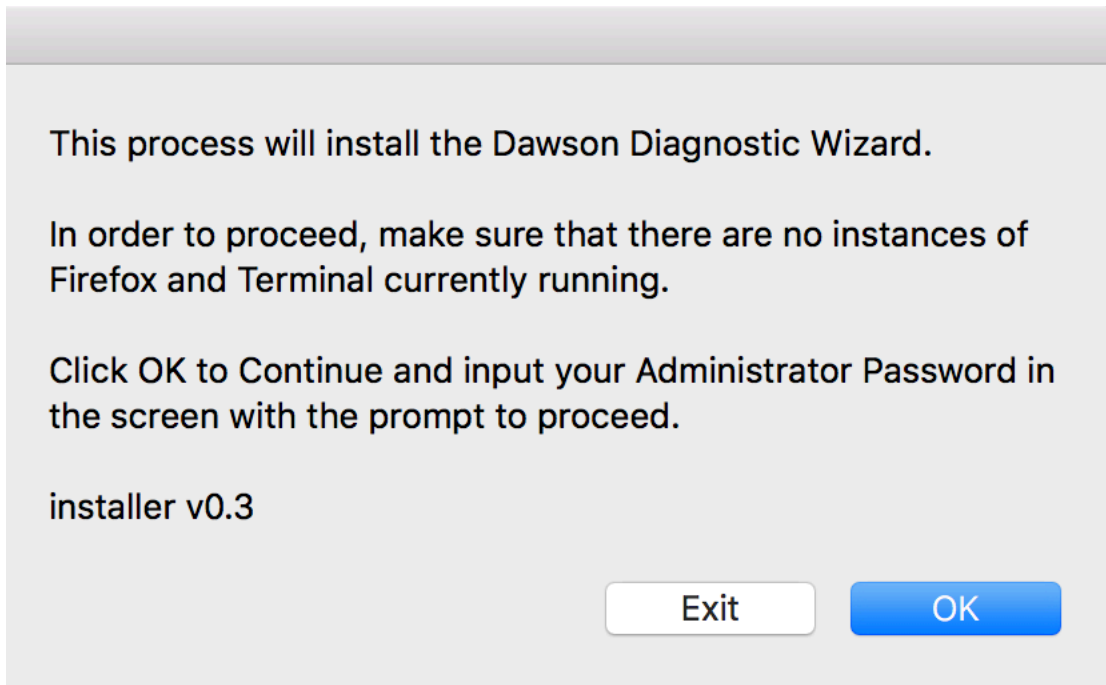 This process will install the Dawson Diagnostic Wizard.
In order to proceed, make sure that there are no instances of
Firefox and Terminal currently running.
Click OK to Continue and input your Administrator Password in
the screen with the prompt to proceed.
installer v0.3
Exit OK